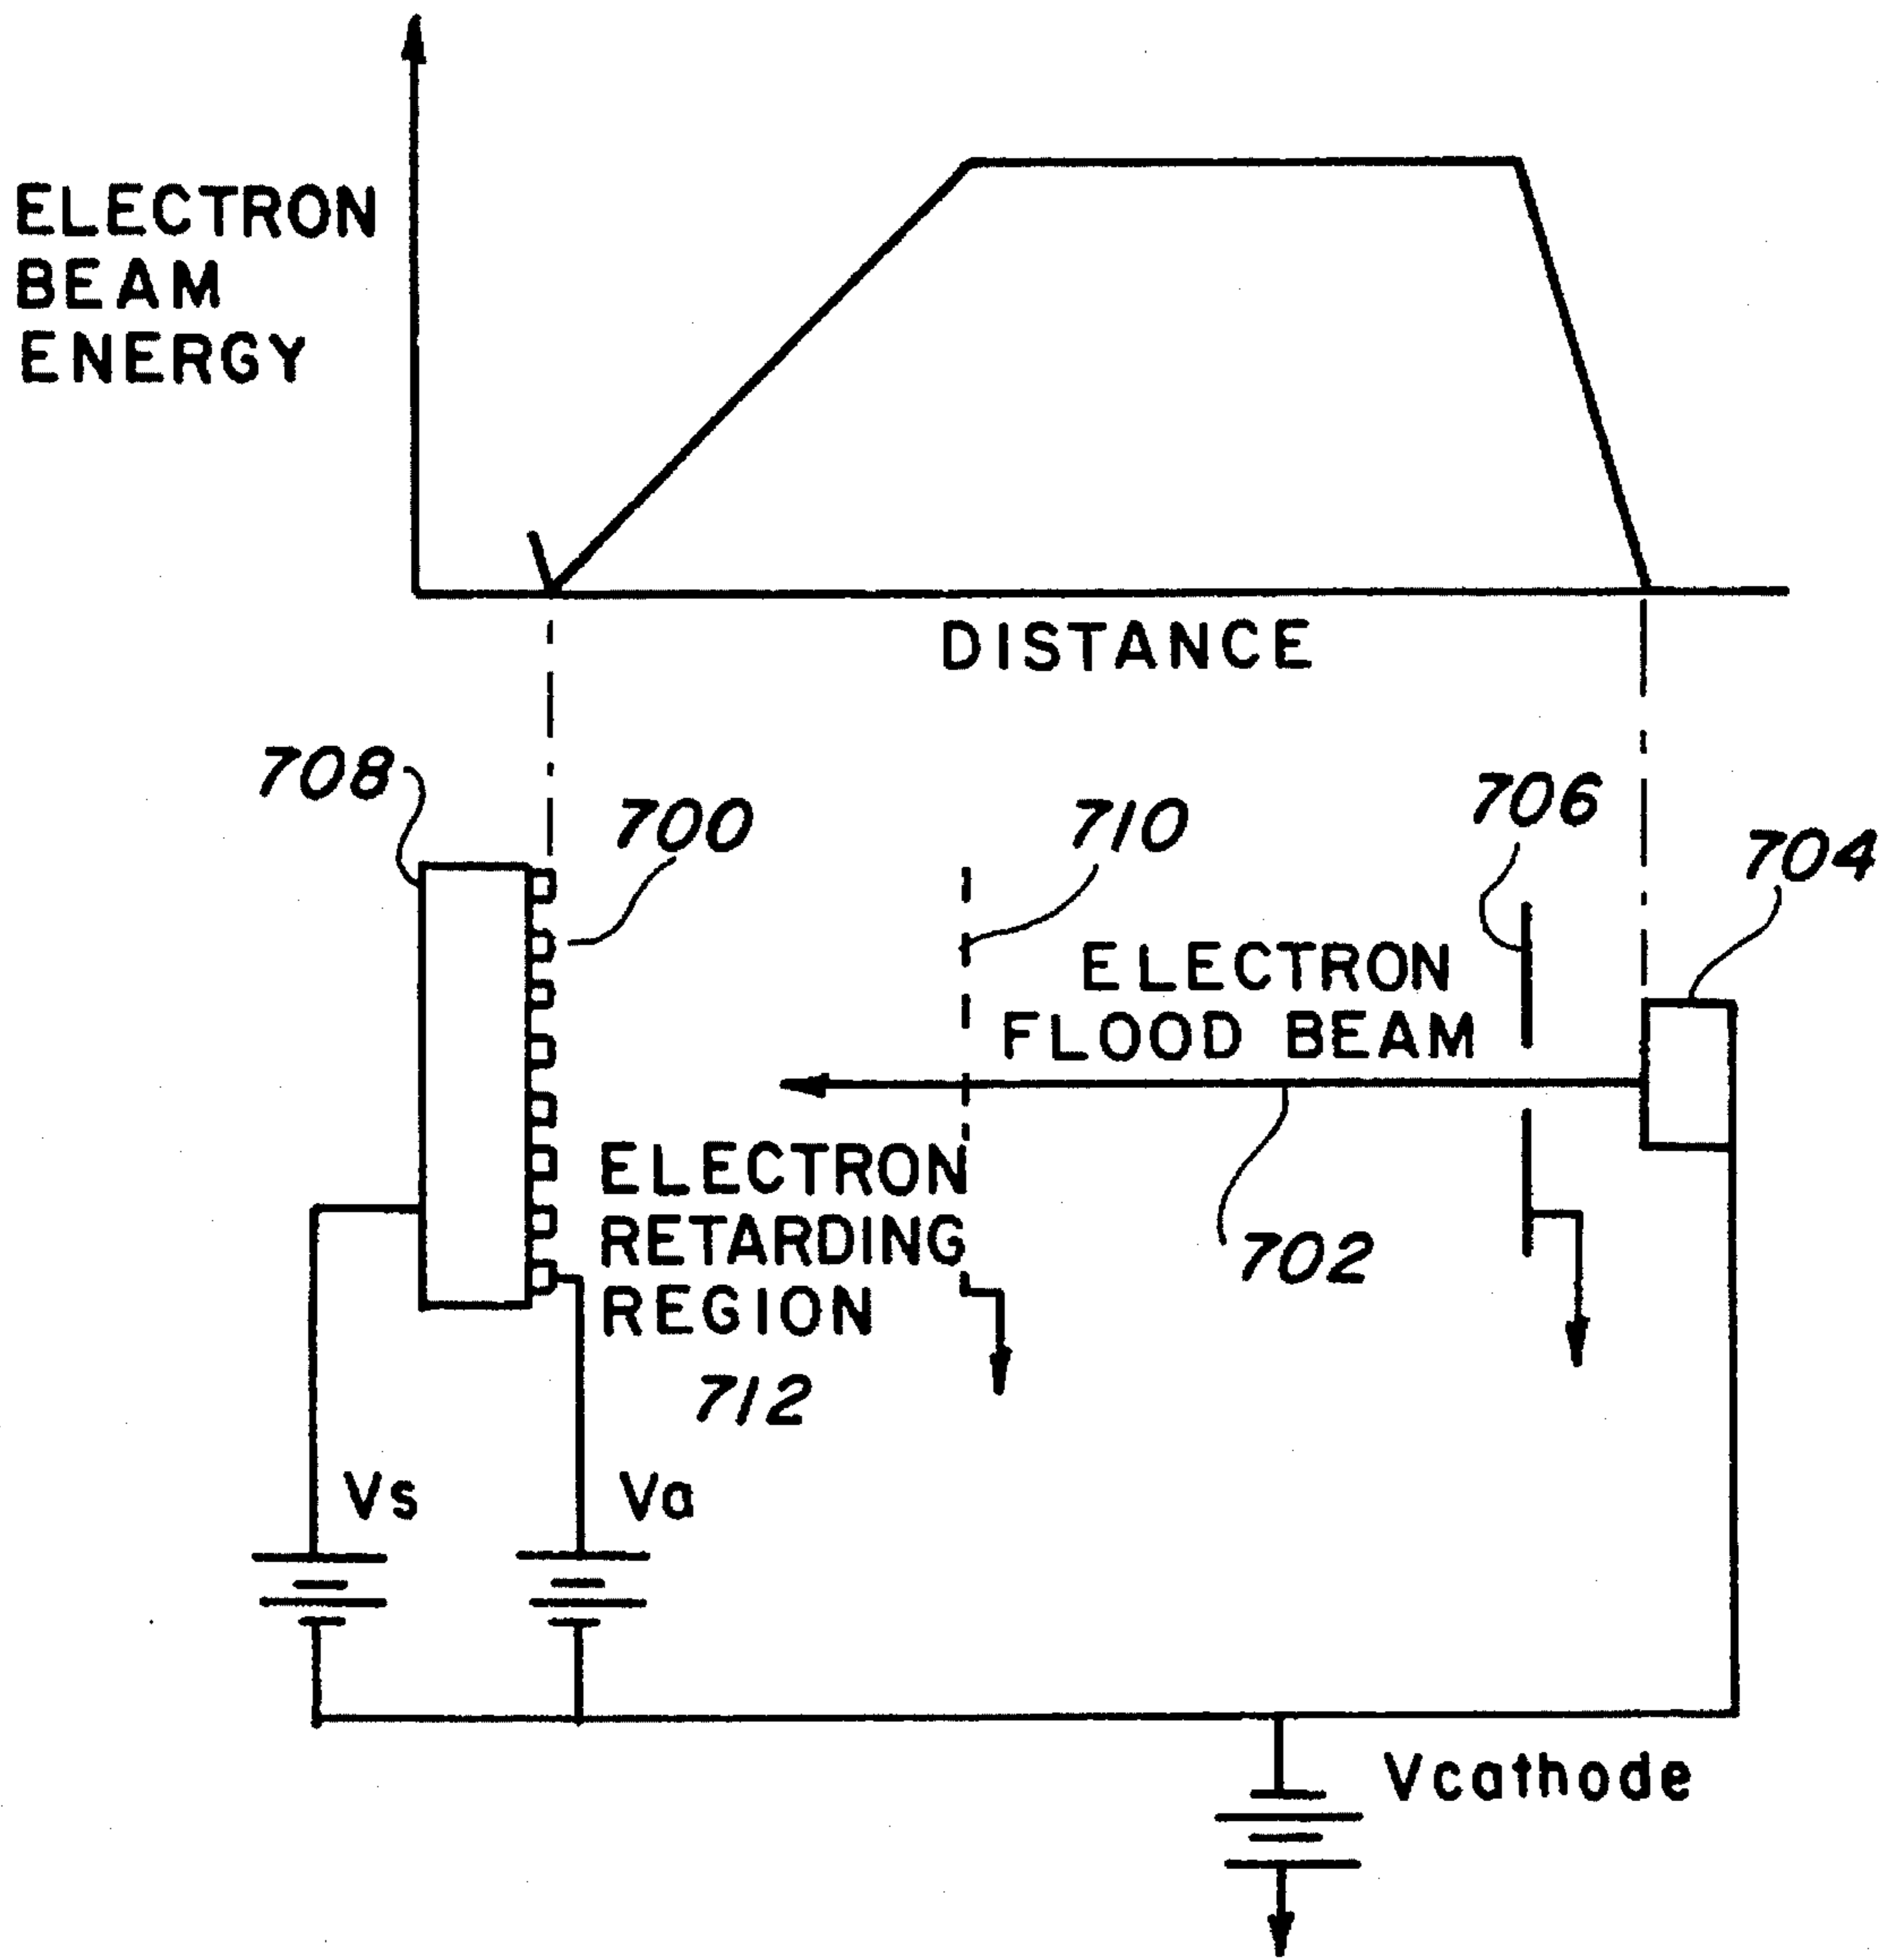 ELECTRON
BEAM
ENERGY
DISTANCE
708
700
710
706
704
ELECTRON
FLOOD BEAM
ELECTRON
RETARDING
REGION
712
702
Vs
Va
Vcathode